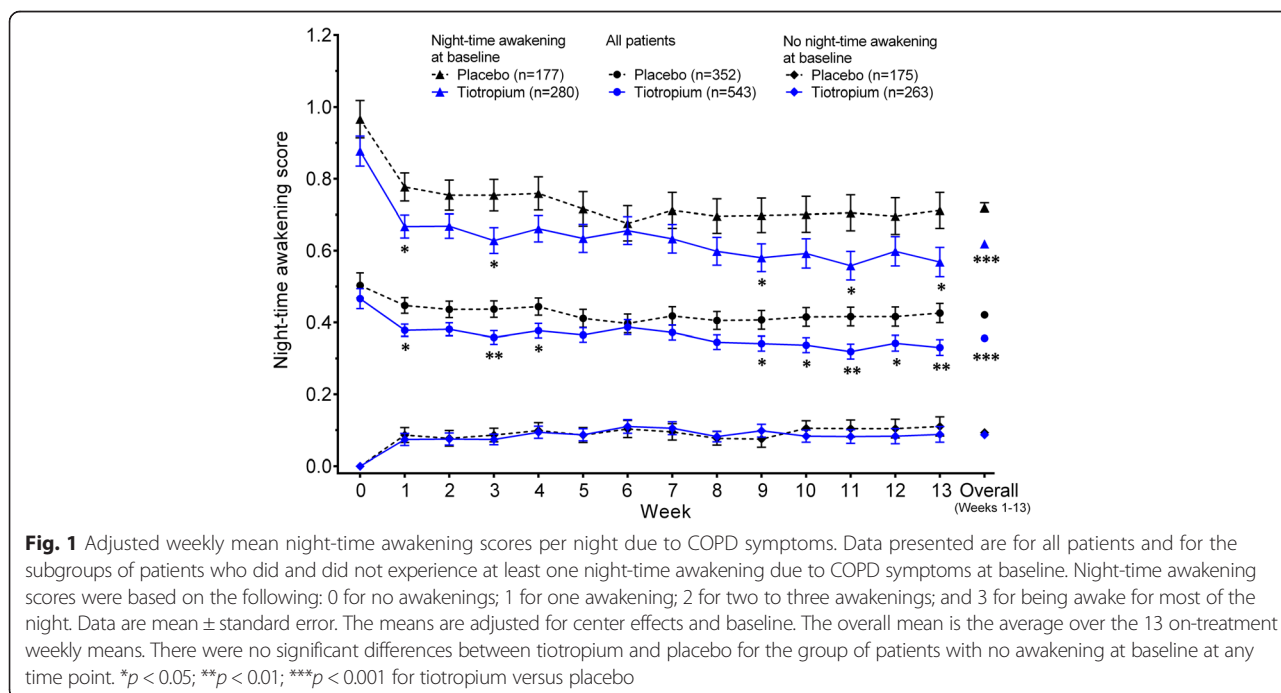 1.2
1.0
0.8
0.6
0.4
0.2
0.0
Night-time awakening score
Night-time awakening
at baseline
Placebo (n=177)
Tiotropium (n=280)
All patients
Placebo (n=352)
Tiotropium (n=543)
No night-time awakening
at baseline
Placebo (n=175)
Tiotropium (n=263)
* * * * * ***
* ** * * * ** * ** ***
0 1 2 3 4 5 6 7 8 9 10 11 12 13 Overall
(Weeks 1-13)
Week
Fig. 1 Adjusted weekly mean night-time awakening scores per night due to COPD symptoms. Data presented are for all patients and for the
subgroups of patients who did and did not experience at least one night-time awakening due to COPD symptoms at baseline. Night-time awakening
scores were based on the following: 0 for no awakenings; 1 for one awakening; 2 for two to three awakenings; and 3 for being awake for most of the
night. Data are mean ± standard error. The means are adjusted for center effects and baseline. The overall mean is the average over the 13 on-treatment
weekly means. There were no significant differences between tiotropium and placebo for the group of patients with no awakening at baseline at any
time point. *p < 0.05; **p < 0.01; ***p < 0.001 for tiotropium versus placebo